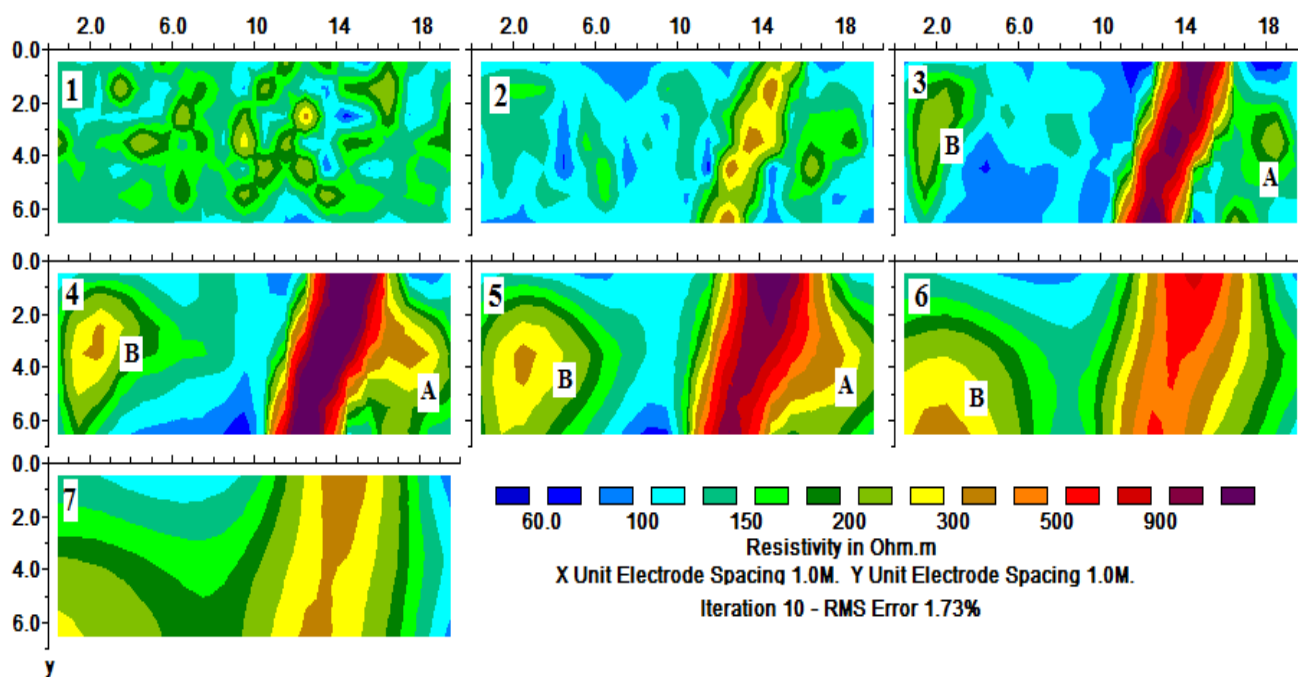 2.0 6.0 10 14 18 2.0 6.0 10 14 18 2.0 6.0 10 14 18
0.0
1 2 3
2.0
B
4.0
A
6.0
0.0
4 5 6
2.0
B B
4.0
A A B
6.0
0.0
7
2.0
60.0 100 150 200 300 500 900
Resistivity in Ohm.m
4.0
X Unit Electrode Spacing 1.0M. Y Unit Electrode Spacing 1.0M.
Iteration 10 - RMS Error 1.73%
6.0
y